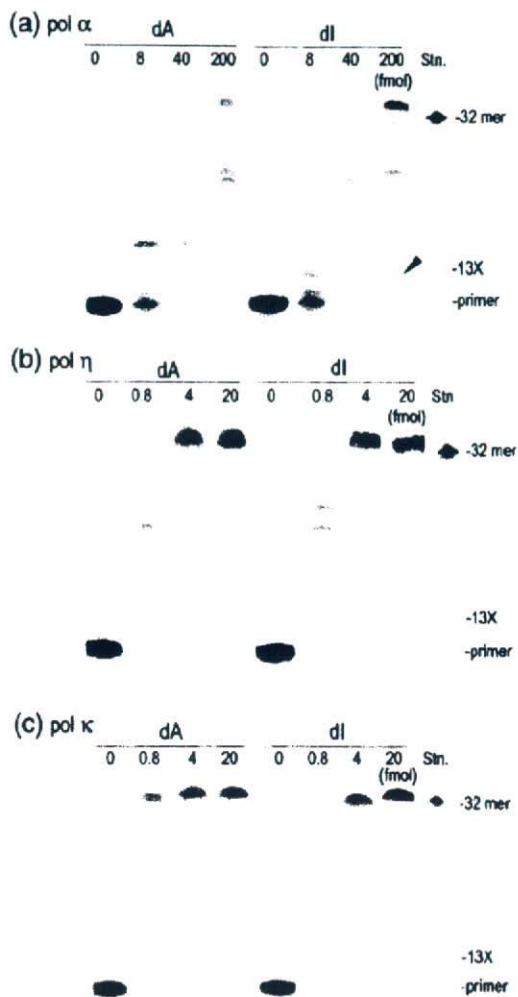 (a) pol α dA dI
0 8 40 200 0 8 40 200 Stn.
(fmol)
-32 mer
-13X
-primer
(b) pol η dA dI
0 0.8 4 20 0 0.8 4 20 Stn
(fmol)
-32 mer
-13X
-primer
(c) pol κ dA dI
0 0.8 4 20 0 0.8 4 20 Stn.
(fmol)
-32 mer
-13X
-primer